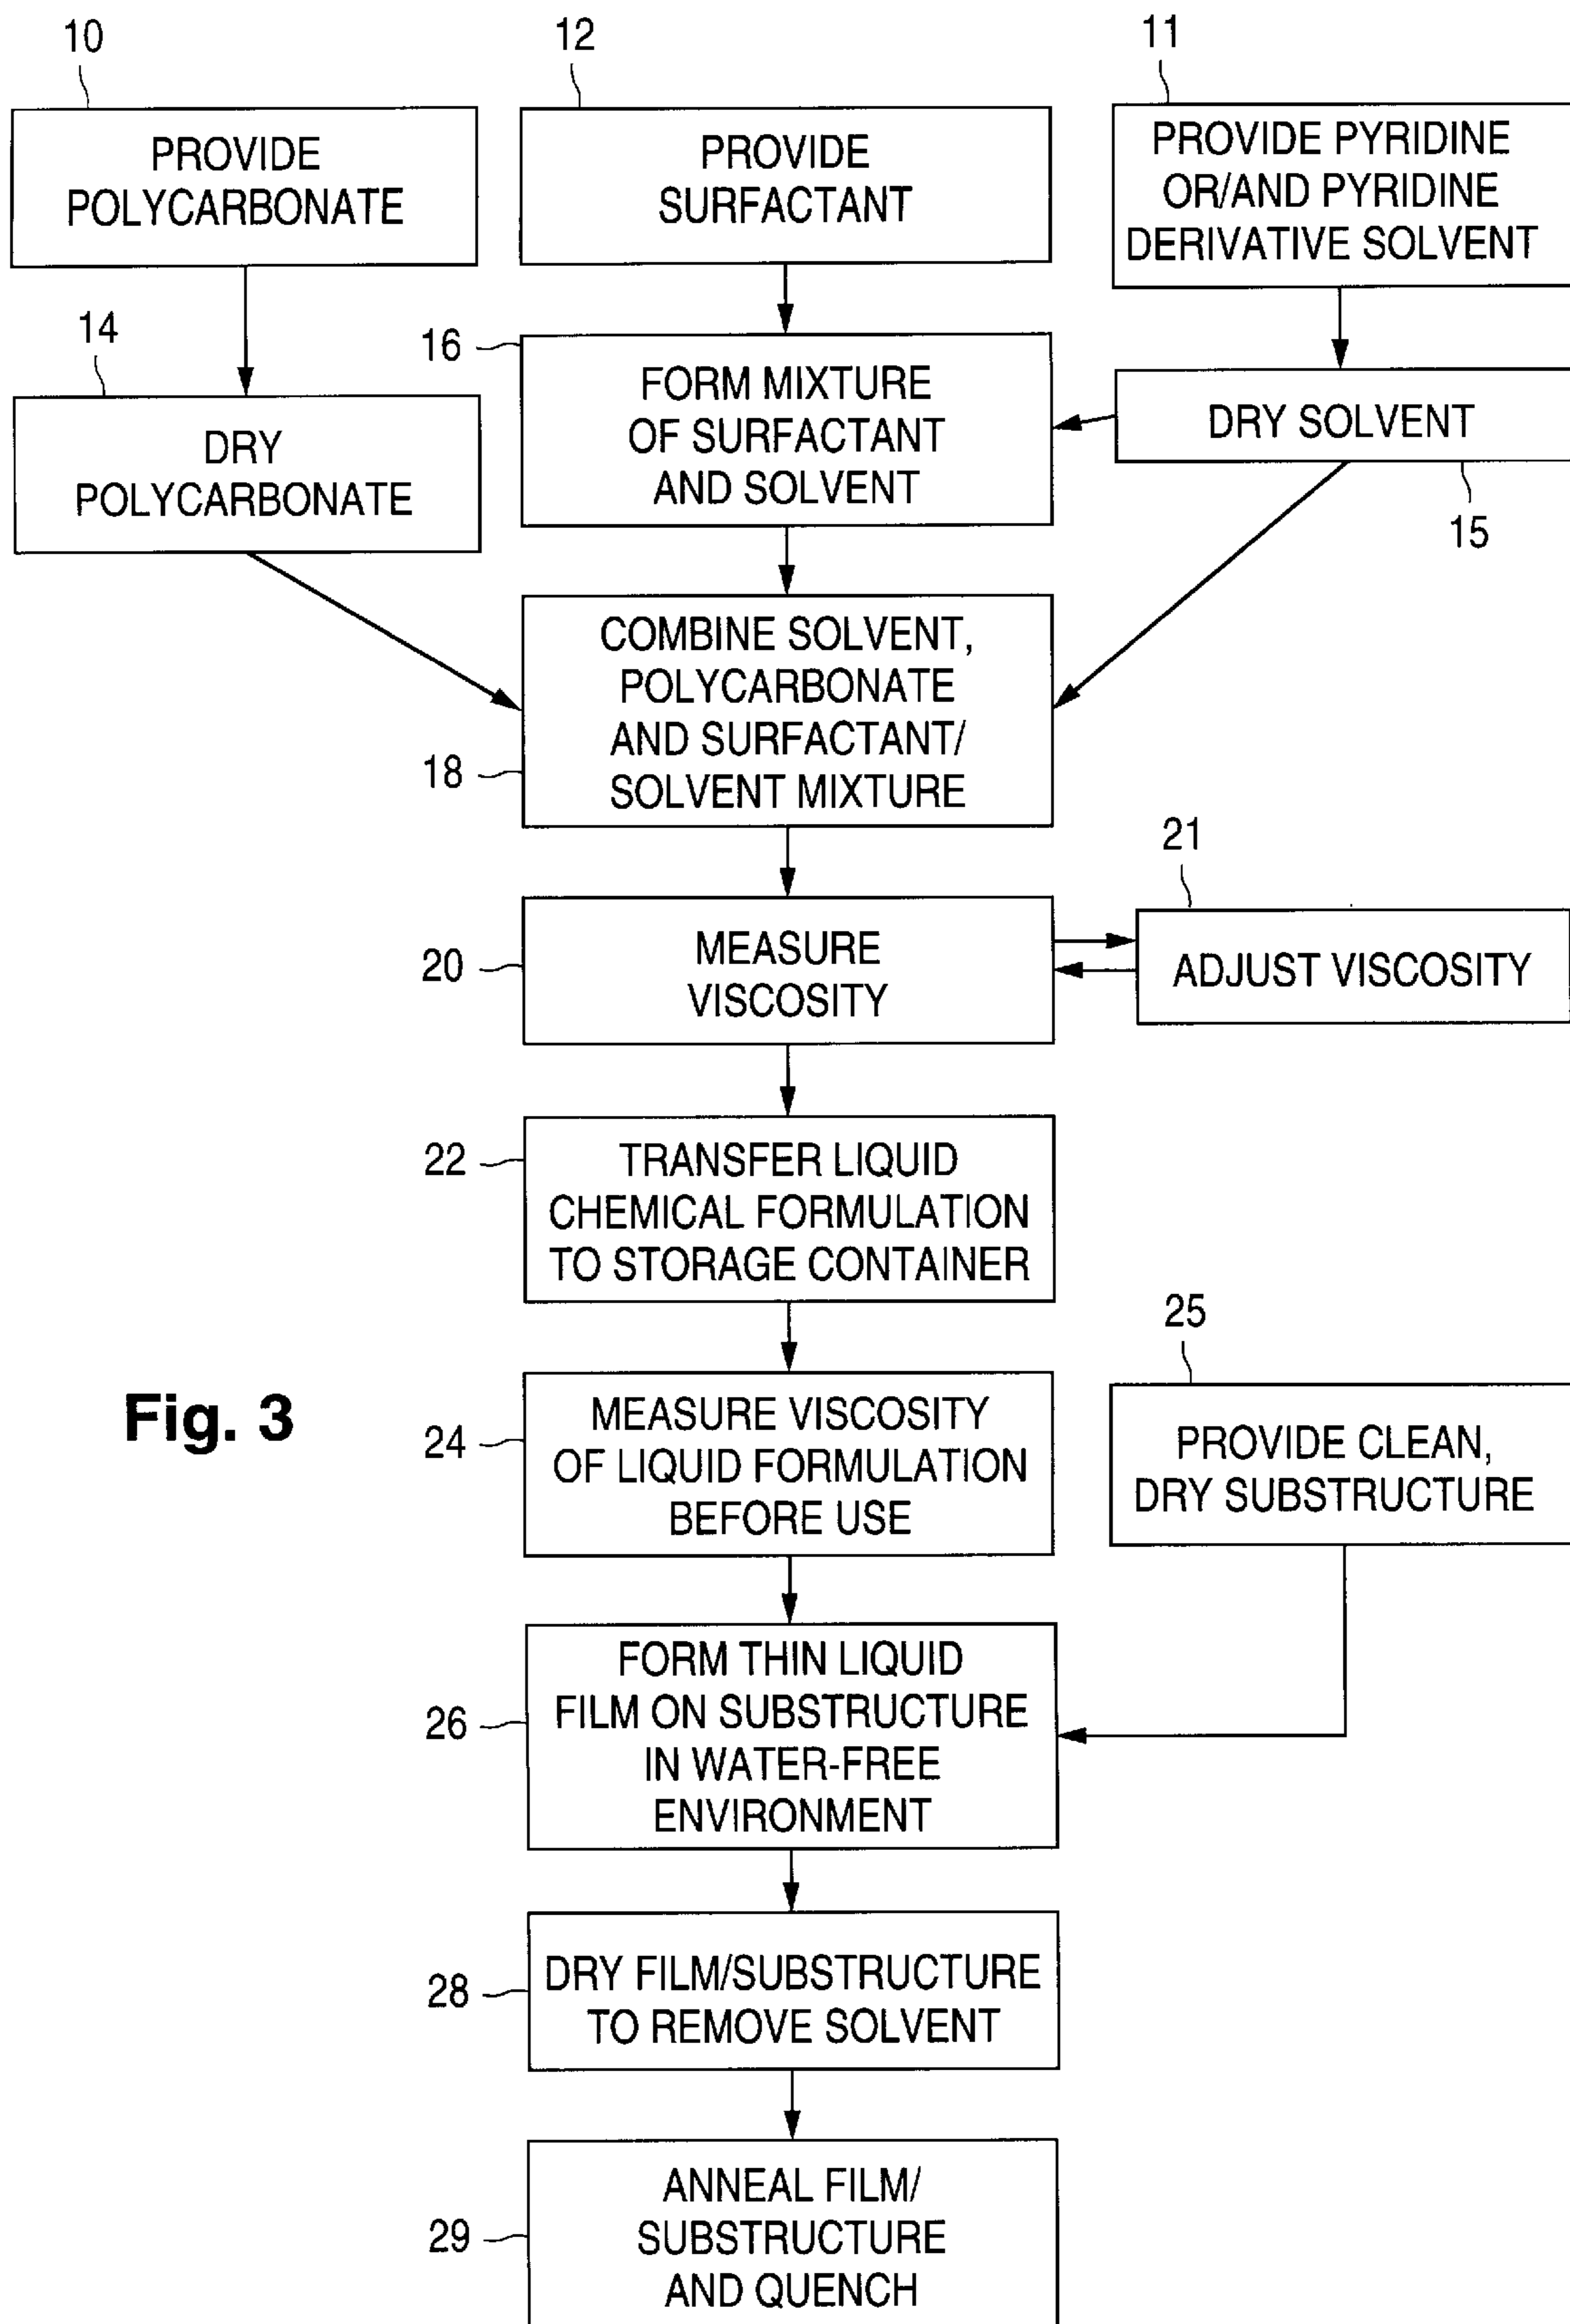 10
12
11
PROVIDE
POLYCARBONATE
PROVIDE
SURFACTANT
PROVIDE PYRIDINE
OR/AND PYRIDINE
DERIVATIVE SOLVENT
14
16
DRY
POLYCARBONATE
FORM MIXTURE
OF SURFACTANT
AND SOLVENT
DRY SOLVENT
15
COMBINE SOLVENT,
POLYCARBONATE
AND SURFACTANT/
SOLVENT MIXTURE
18
21
20
MEASURE
VISCOSITY
ADJUST VISCOSITY
22
TRANSFER LIQUID
CHEMICAL FORMULATION
TO STORAGE CONTAINER
25
Fig. 3
24
MEASURE VISCOSITY
OF LIQUID FORMULATION
BEFORE USE
PROVIDE CLEAN,
DRY SUBSTRUCTURE
26
FORM THIN LIQUID
FILM ON SUBSTRUCTURE
IN WATER-FREE
ENVIRONMENT
28
DRY FILM/SUBSTRUCTURE
TO REMOVE SOLVENT
29
ANNEAL FILM/
SUBSTRUCTURE
AND QUENCH